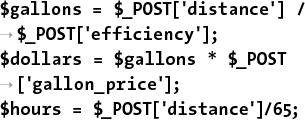 $gallons = $_POST['distance'] /
→$_POST['efficiency'];
$dollars = $gallons * $_POST
→['gallon_price'];
$hours = $_POST['distance']/65;